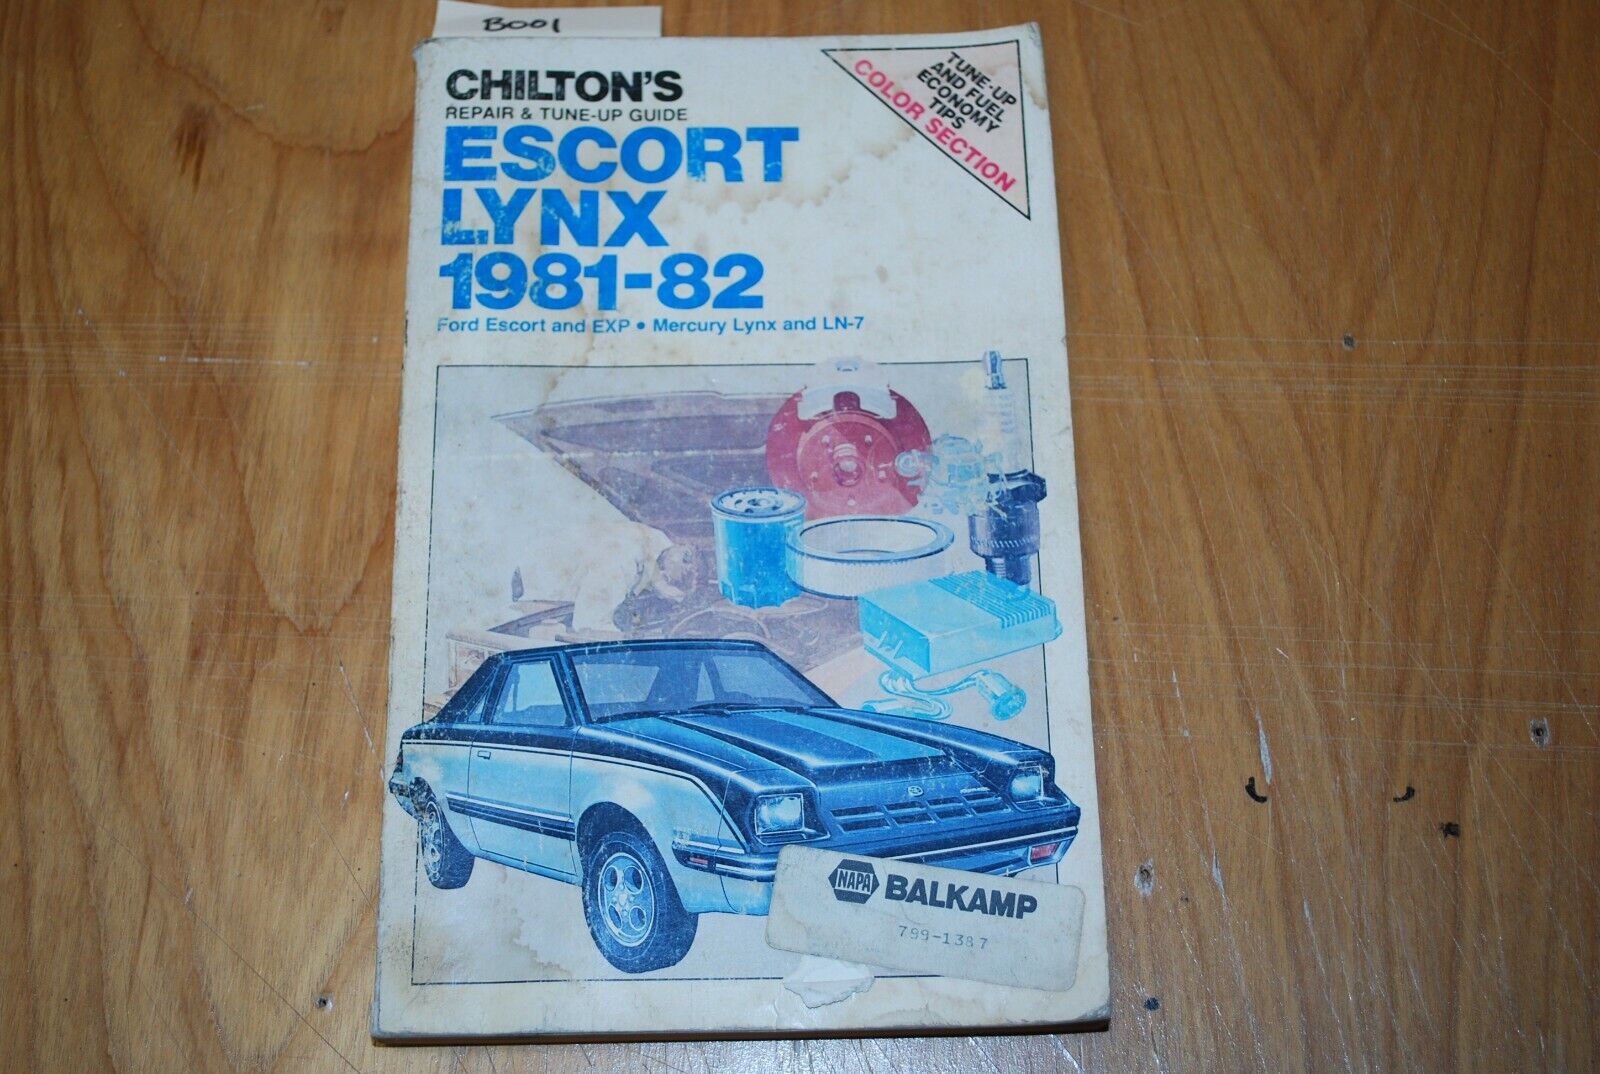 B001
CHILTON'S
REPAIR & TUNE-UP GUIDE
ESCORT
LYNX
1981-82
Ford Escort and EXP • Mercury Lynx and LN-7
TUNE-UP
AND FUEL
ECONOMY
TIPS
COLOR SECTION
NAPA BALKAMP
799-1387